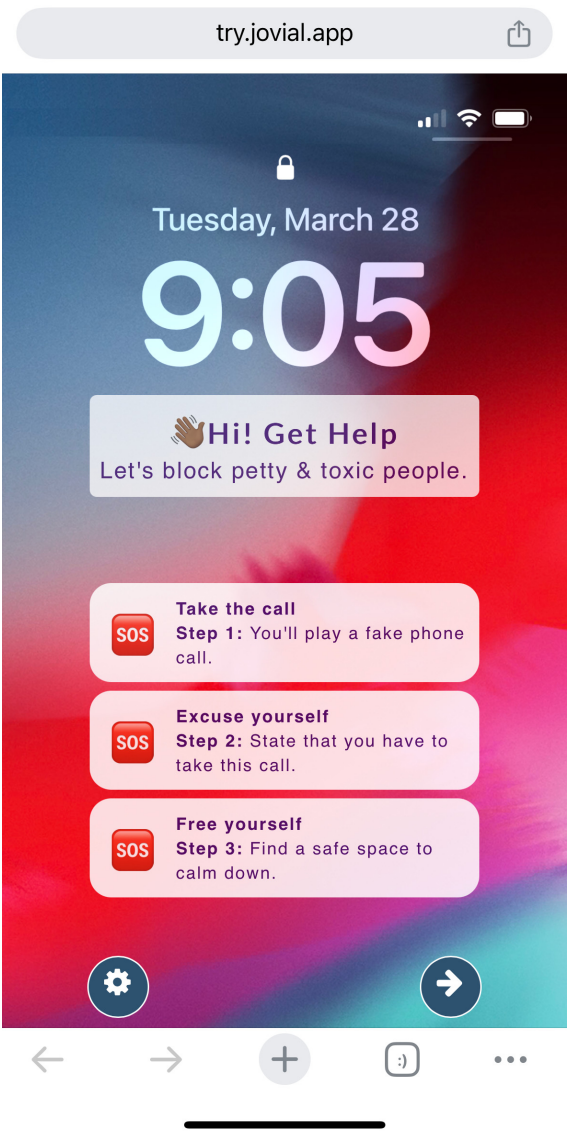 try.jovial.app
Tuesday, March 28
9:05
👋🏾Hi! Get Help
Let's block petty & toxic people.
Take the call
SOS
Step 1: You'll play a fake phone
call.
Excuse yourself
SOS
Step 2: State that you have to
take this call.
Free yourself
SOS
Step 3: Find a safe space to
calm down.
:)